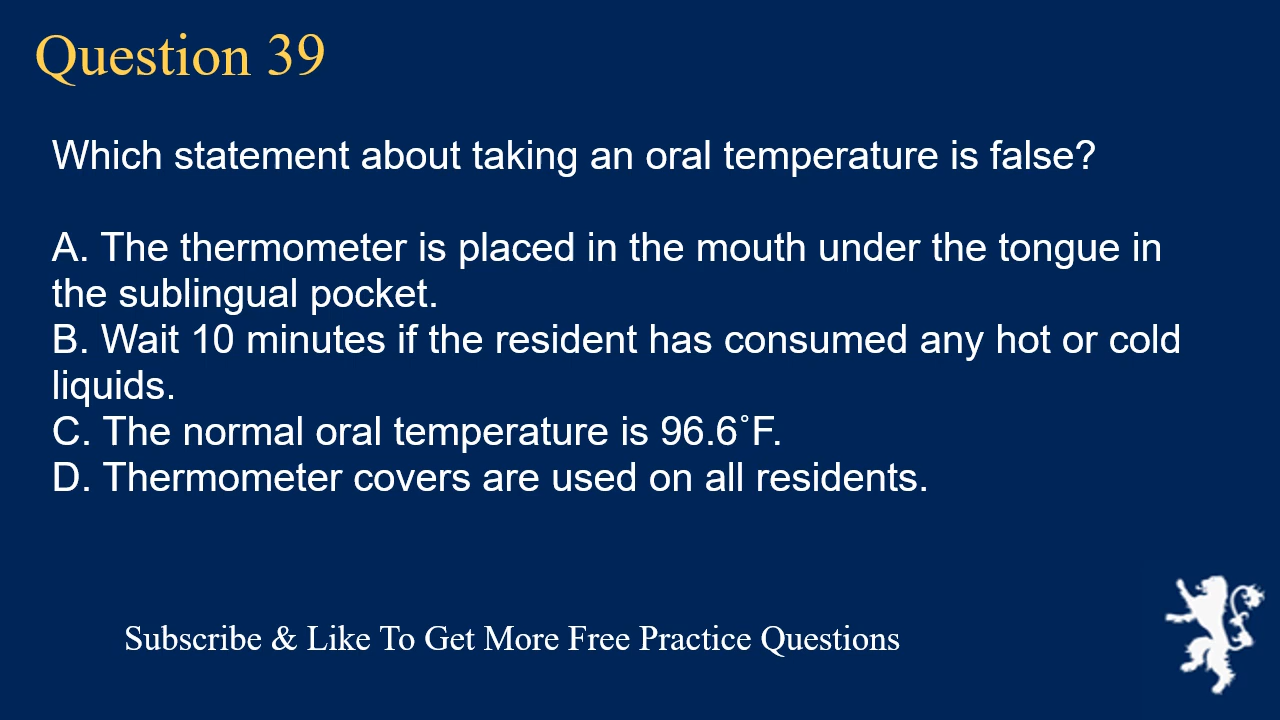 Question 39
Which statement about taking an oral temperature is false?
A. The thermometer is placed in the mouth under the tongue in
the sublingual pocket.
B. Wait 10 minutes if the resident has consumed any hot or cold
liquids.
C. The normal oral temperature is 96.6˚F.
D. Thermometer covers are used on all residents.
Subscribe & Like To Get More Free Practice Questions